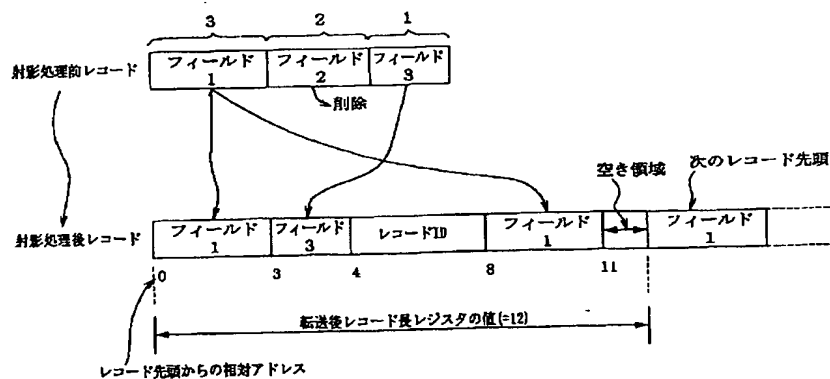 3 2 1
射影処理前レコード
フィールド 1
フィールド 2
フィールド 3
削除
空き領域
次のレコード先頭
射影処理後レコード
フィールド 1
フィールド 3
レコードID
フィールド 1
フィールド 1
0 3 4 8 11
転送後レコード長レジスタの値(=12)
レコード先頭からの相対アドレス